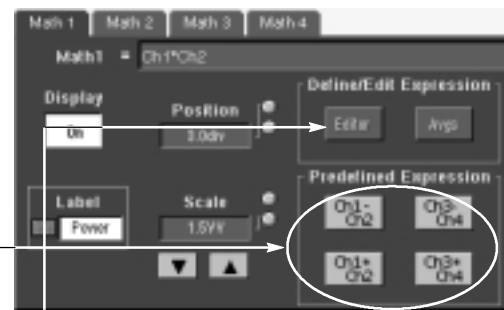 Math 1 Math 2 Math 3 Math 4
Math1 = Ch1*Ch2
Display
On
Position
3.0div
Define/Edit Expression
Editor Avgs
Label
Power
Scale
1.5VV
Predefined Expression
Ch1-
Ch2
Ch3-
Ch4
Ch1+
Ch2
Ch3+
Ch4